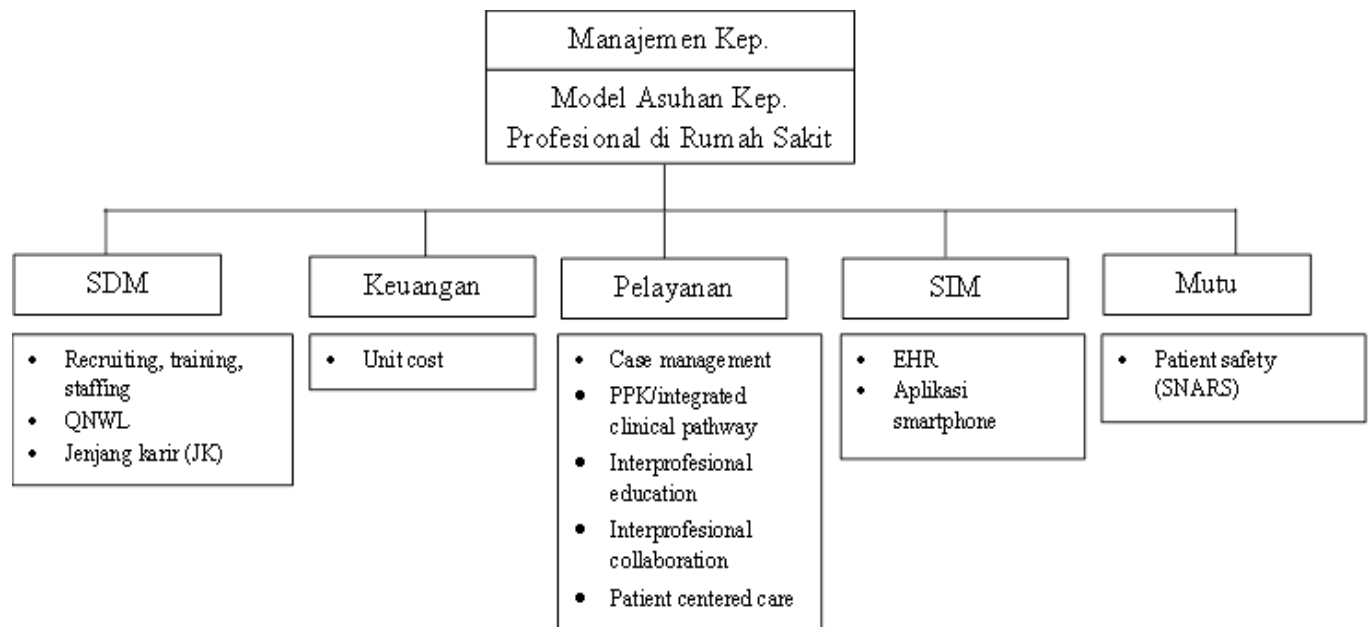 Manajemen Kep.
Model Asuhan Kep.
Profesional di Rumah Sakit
SDM
Keuangan
Pelayanan
SIM
Mutu
• Recruiting, training,
staffing
• QNWL
• Jenjang karir (JK)
• Unit cost
• Case management
• PPK/integrated
clinical pathway
• Interprofesional
education
• Interprofesional
collaboration
• Patient centered care
• EHR
• Aplikasi
smartphone
• Patient safety
(SNARS)